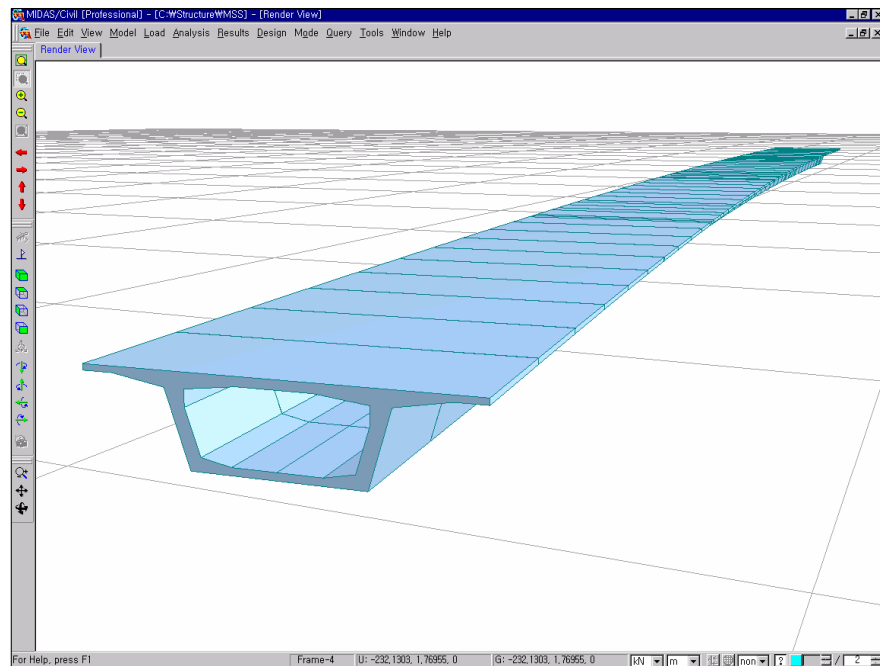 MIDAS/Civil [Professional] - [C:₩Structure₩MSS] - [Render View]
File Edit View Model Load Analysis Results Design Mode Query Tools Window Help
Render View
For Help, press F1 Frame-4 U: -232,1303, 1,76955, 0 G: -232,1303, 1,76955, 0 kN m non ? / 2